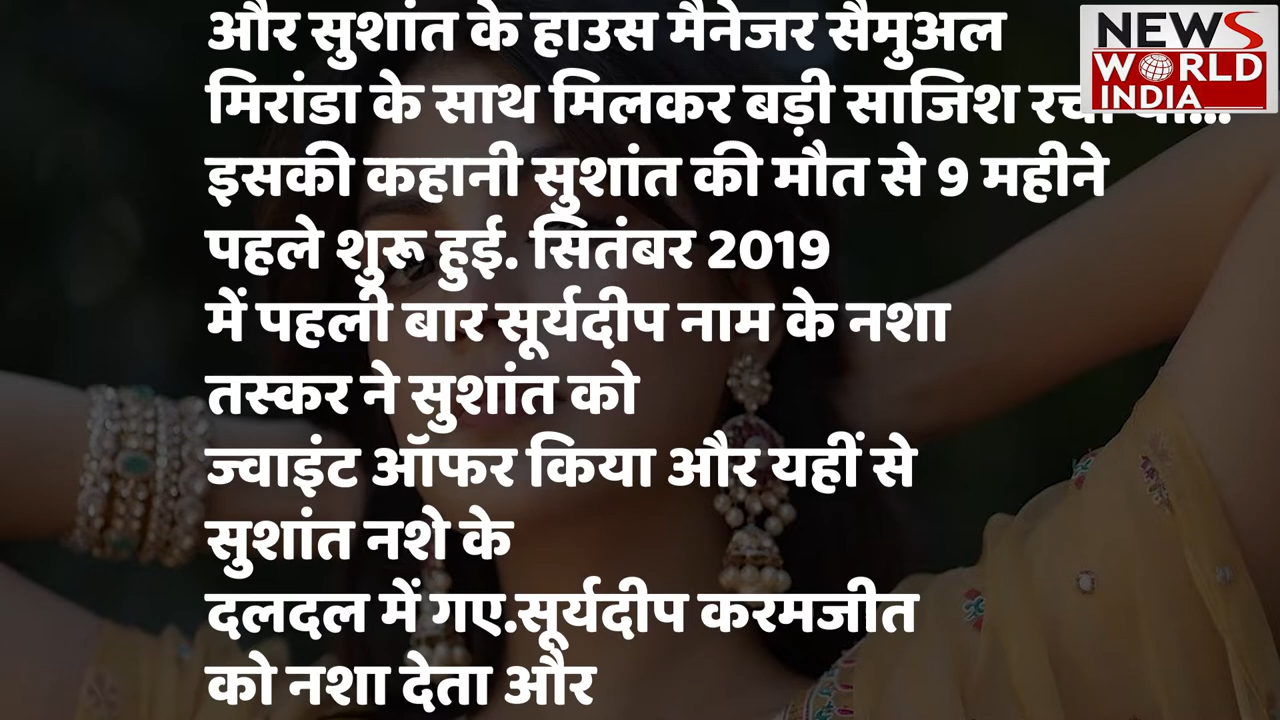 और सुशांत के हाउस मैनेजर सैमुअल
मिरांडा के साथ मिलकर बड़ी साजिश
इसकी कहानी सुशांत की मौत से 9 महीने
पहले शुरू हुई. सितंबर 2019
में पहली बार सूर्यदीप नाम के नशा
तस्कर ने सुशांत को
ज्वाइंट ऑफर किया और यहीं से
सुशांत नशे के
दलदल में गए.सूर्यदीप करमजीत
को नशा देता और
NEWS
WORLD
INDIA